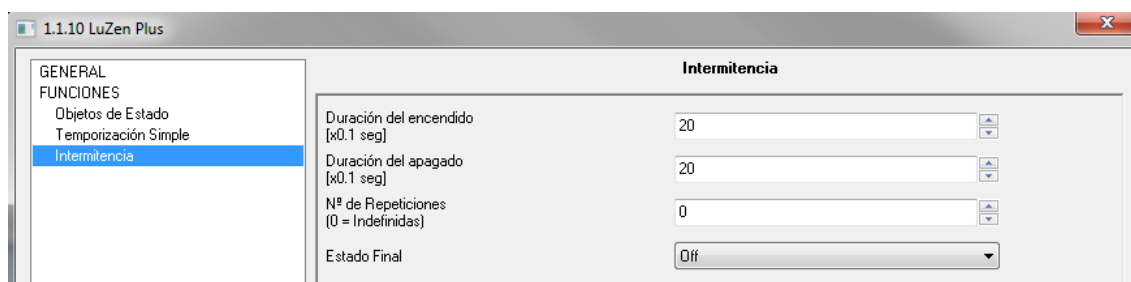 1.1.10 LuZen Plus
GENERAL
FUNCIONES
Objetos de Estado
Temporización Simple
Intermitencia
Intermitencia
Duración del encendido
[x0.1 seg]
20
Duración del apagado
[x0.1 seg]
20
Nº de Repeticiones
(0 = Indefinidas)
0
Estado Final
Off